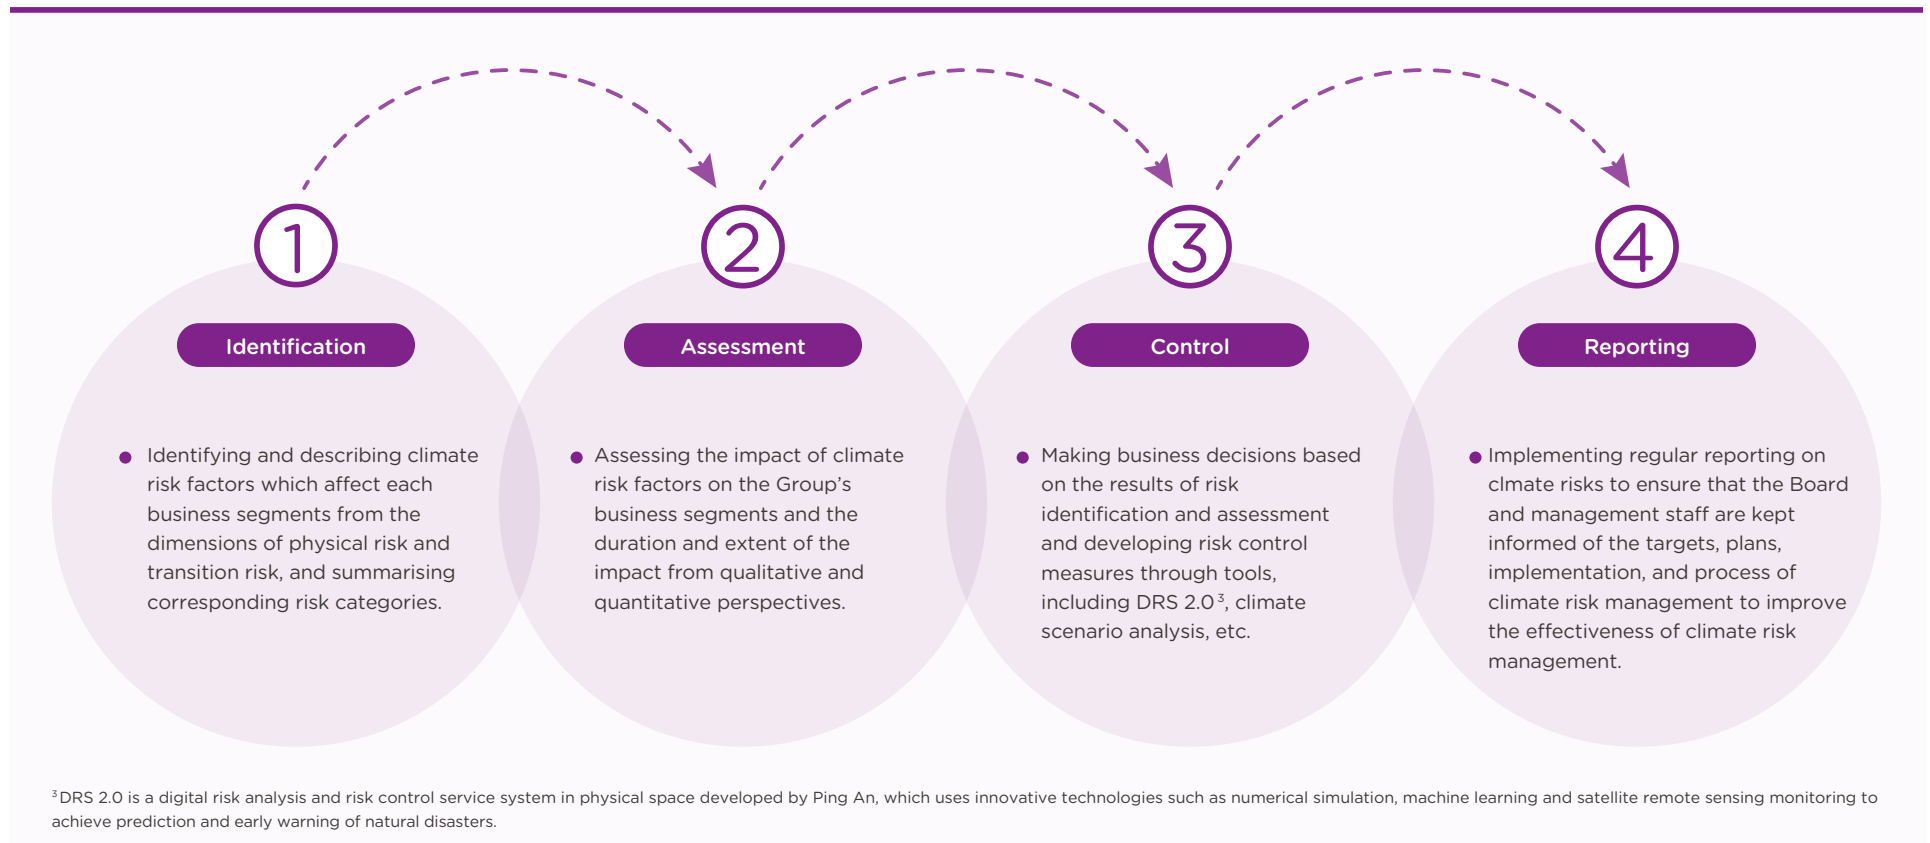 1
Identification
Identifying and describing climate
risk factors which affect each
business segments from the
dimensions of physical risk and
transition risk, and summarising
corresponding risk categories.
2
Assessment
Assessing the impact of climate
risk factors on the Group’s
business segments and the
duration and extent of the
impact from qualitative and
quantitative perspectives.
3
Control
Making business decisions based
on the results of risk
identification and assessment
and developing risk control
measures through tools,
including DRS 2.0³, climate
scenario analysis, etc.
4
Reporting
Implementing regular reporting on
clmate risks to ensure that the Board
and management staff are kept
informed of the targets, plans,
implementation, and process of
climate risk management to improve
the effectiveness of climate risk
management.
³DRS 2.0 is a digital risk analysis and risk control service system in physical space developed by Ping An, which uses innovative technologies such as numerical simulation, machine learning and satellite remote sensing monitoring to
achieve prediction and early warning of natural disasters.